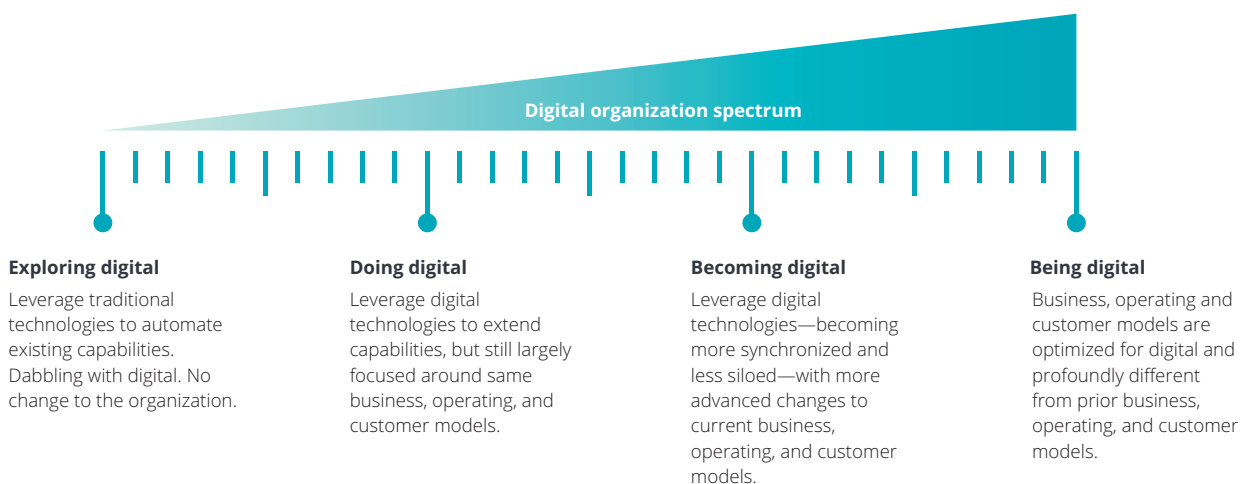 Digital organization spectrum
Exploring digital
Leverage traditional
technologies to automate
existing capabilities.
Dabbling with digital. No
change to the organization.
Doing digital
Leverage digital
technologies to extend
capabilities, but still largely
focused around same
business, operating, and
customer models.
Becoming digital
Leverage digital
technologies—becoming
more synchronized and
less siloed—with more
advanced changes to
current business,
operating, and customer
models.
Being digital
Business, operating and
customer models are
optimized for digital and
profoundly different
from prior business,
operating, and customer
models.